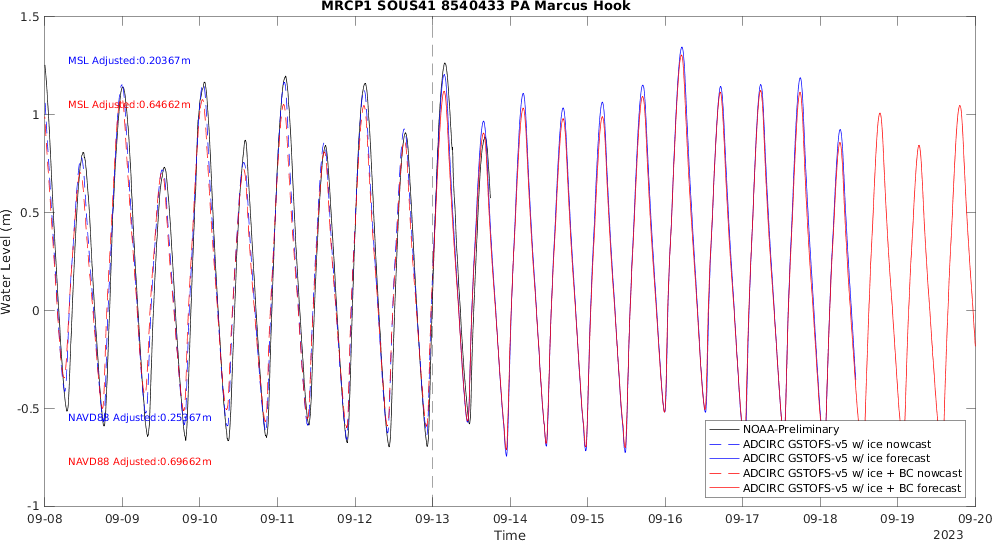 MRCP1 SOUS41 8540433 PA Marcus Hook
1.5
MSL Adjusted:0.20367m
MSL Adjusted:0.64662m
1
0.5
Water Level (m)
0
-0.5
NAVD88 Adjusted:0.25367m
NAVD88 Adjusted:0.69662m
NOAA-Preliminary
ADCIRC GSTOFS-v5 w/ ice nowcast
ADCIRC GSTOFS-v5 w/ ice forecast
ADCIRC GSTOFS-v5 w/ ice + BC nowcast
ADCIRC GSTOFS-v5 w/ ice + BC forecast
-1
09-08 09-09 09-10 09-11 09-12 09-13 09-14 09-15 09-16 09-17 09-18 09-19 09-20
Time
2023